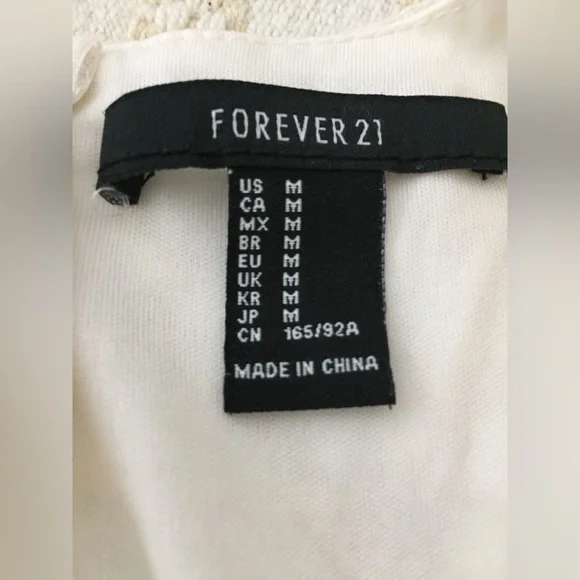 FOREVER 21
US M
CA M
MX M
BR M
EU M
UK M
KR M
JP M
CN 165/92A
MADE IN CHINA